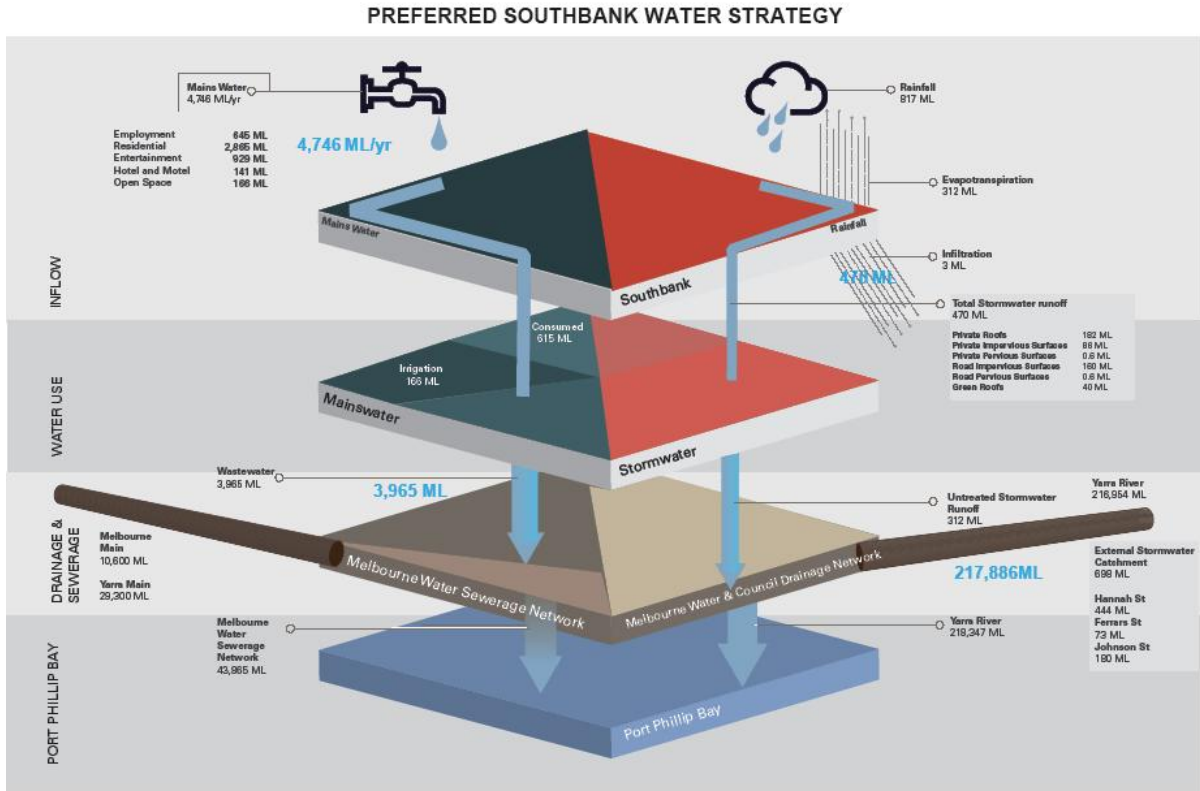 PREFERRED SOUTHBANK WATER STRATEGY
Mains Water
4,746 ML/yr
Employment 645 ML
Residential 2,865 ML
Entertainment 929 ML
Hotel and Motel 141 ML
Open Space 166 ML
4,746 ML/yr
Rainfall
817 ML
Evapotranspiration
312 ML
Infiltration
3 ML
Mains Water
Rainfall
Southbank
INFLOW
Total Stormwater runoff
470 ML
Private Roofs 182 ML
Private Impervious Surfaces 86 ML
Private Pervious Surfaces 0.6 ML
Road Impervious Surfaces 160 ML
Road Pervious Surfaces 0.6 ML
Green Roofs 40 ML
Consumed
615 ML
Irrigation
166 ML
Mainswater
Stormwater
WATER USE
Wastewater
3,965 ML
3,965 ML
Untreated Stormwater
Runoff
312 ML
Yarra River
216,954 ML
Melbourne
Main
10,600 ML
Yarra Main
29,300 ML
Melbourne Water Sewerage Network
Melbourne Water & Council Drainage Network
217,886ML
External Stormwater
Catchment
698 ML
Hannah St
444 ML
Ferrars St
73 ML
Johnson St
180 ML
DRAINAGE &
SEWERAGE
Melbourne
Water
Sewerage
Network
43,865 ML
Yarra River
218,347 ML
Port Phillip Bay
PORT PHILLIP BAY